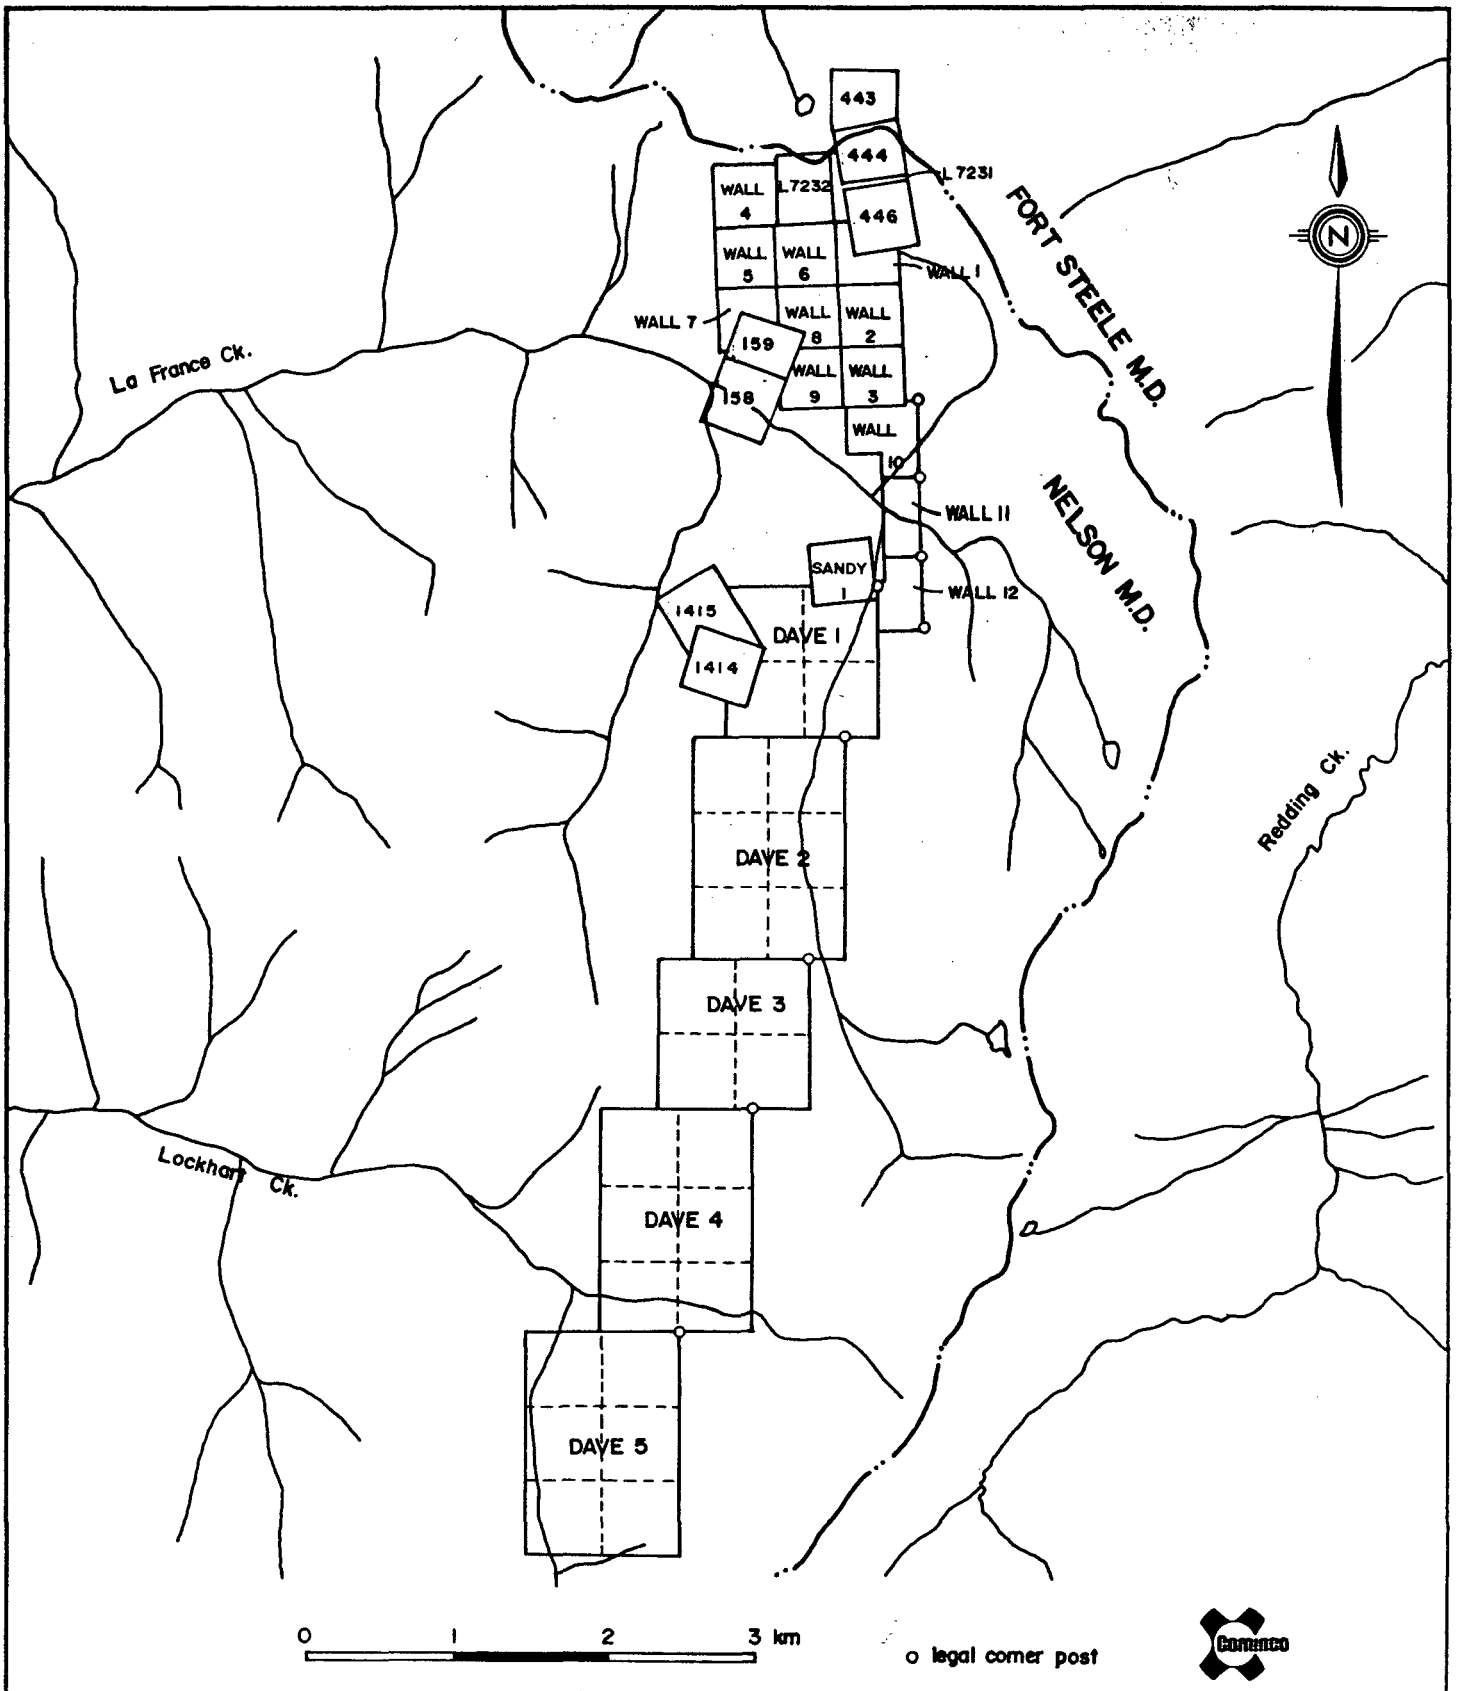 443
444
L 7231
WALL
4
L7232
446
FORT STEELE M.D.
N
WALL
5
WALL
6
WALL 1
WALL 7
WALL
8
WALL
2
159
La France Ck.
WALL
9
WALL
3
158
WALL
10
NELSON M.D.
WALL 11
SANDY
1
WALL 12
1415
DAVE 1
1414
Redding Ck.
DAVE 2
DAVE 3
Lockhart Ck.
DAVE 4
DAVE 5
0 1 2 3 km
legal corner post
Cominco